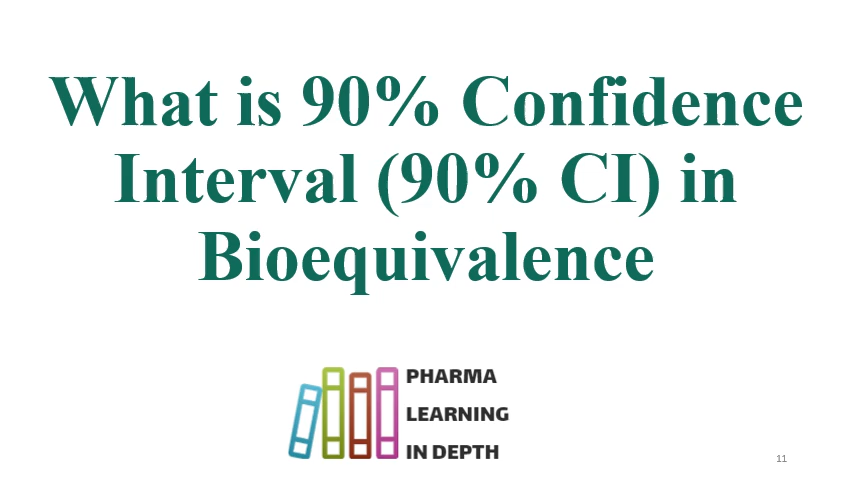 What is 90% Confidence
Interval (90% CI) in
Bioequivalence
PHARMA
LEARNING
IN DEPTH
11